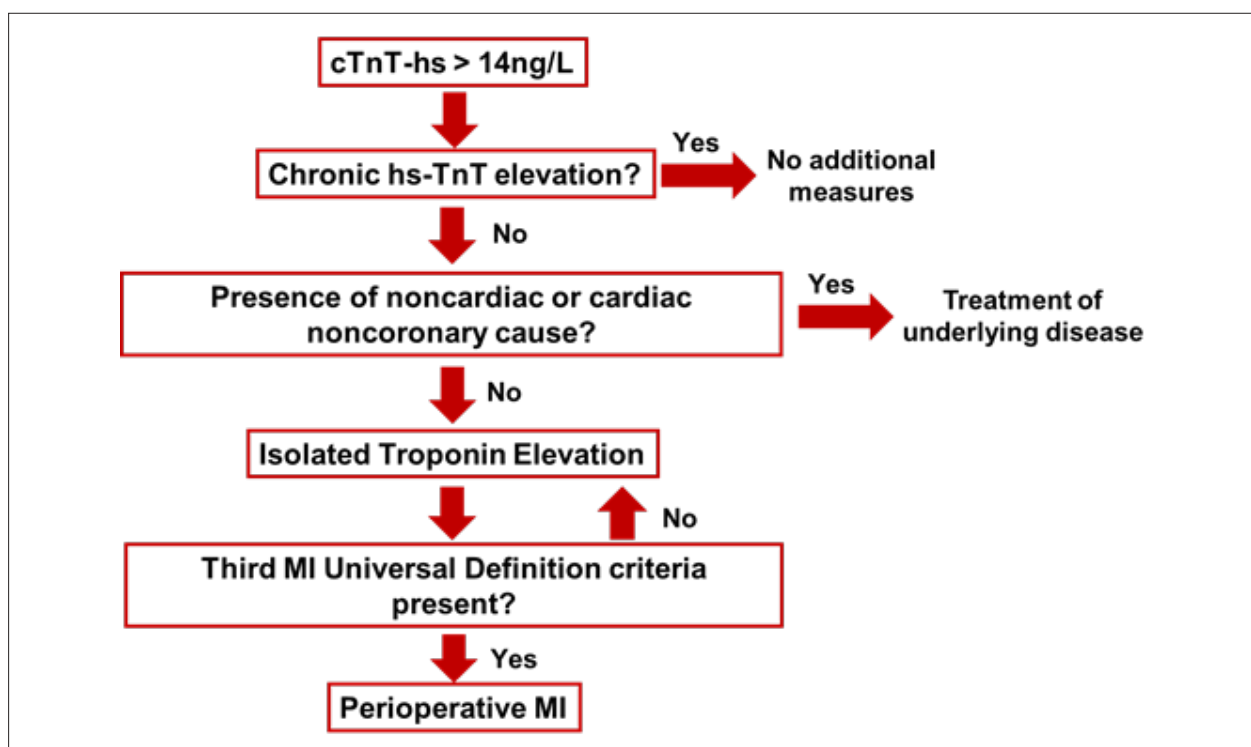 cTnT-hs > 14ng/L
Chronic hs-TnT elevation?
Yes
No additional
measures
No
Presence of noncardiac or cardiac
noncoronary cause?
Yes
Treatment of
underlying disease
No
Isolated Troponin Elevation
No
Third MI Universal Definition criteria
present?
Yes
Perioperative MI